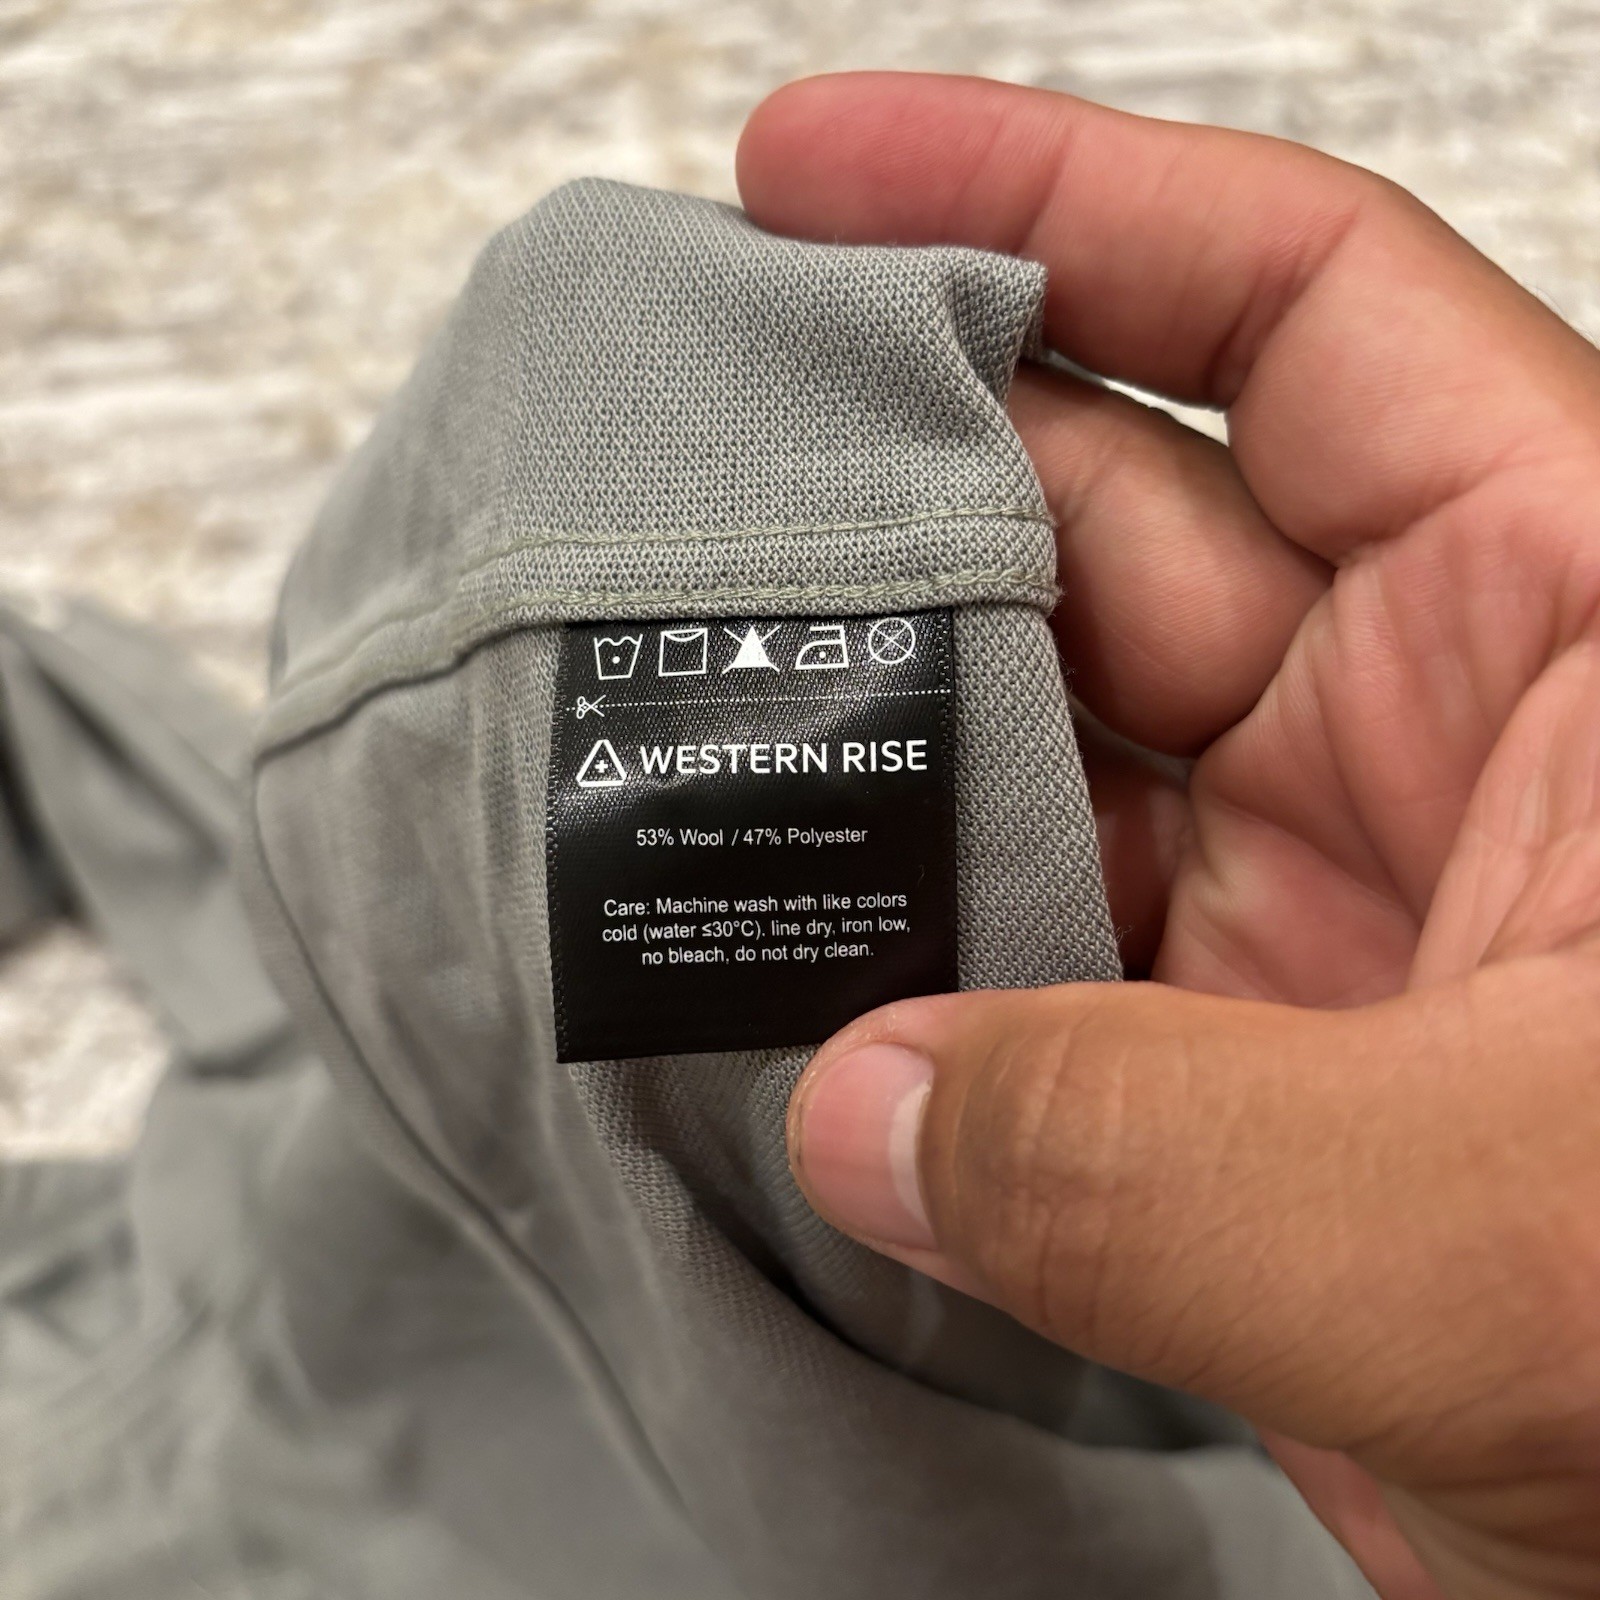 WESTERN RISE
53% Wool / 47% Polyester
Care: Machine wash with like colors
cold (water ≤30°C). line dry, iron low,
no bleach, do not dry clean.